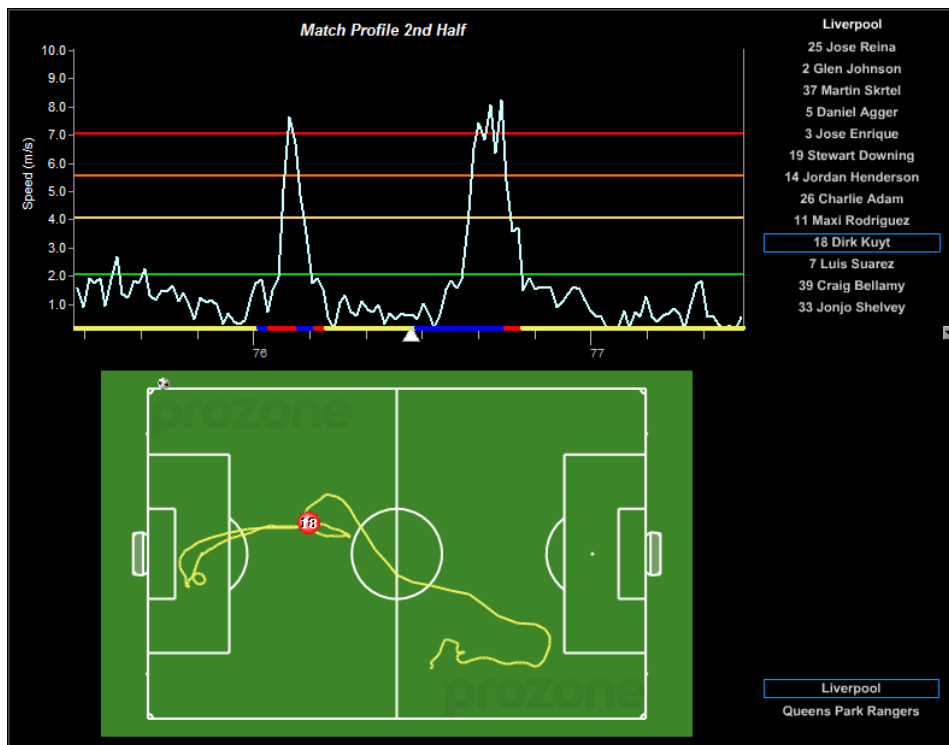 Match Profile 2nd Half
10.0
9.0
8.0
7.0
6.0
5.0
4.0
3.0
2.0
1.0
Speed (m/s)
76
77
Liverpool
25 Jose Reina
2 Glen Johnson
37 Martin Skrtel
5 Daniel Agger
3 Jose Enrique
19 Stewart Downing
14 Jordan Henderson
26 Charlie Adam
11 Maxi Rodriguez
18 Dirk Kuyt
7 Luis Suarez
39 Craig Bellamy
33 Jonjo Shelvey
prozone
18
prozone
Liverpool
Queens Park Rangers